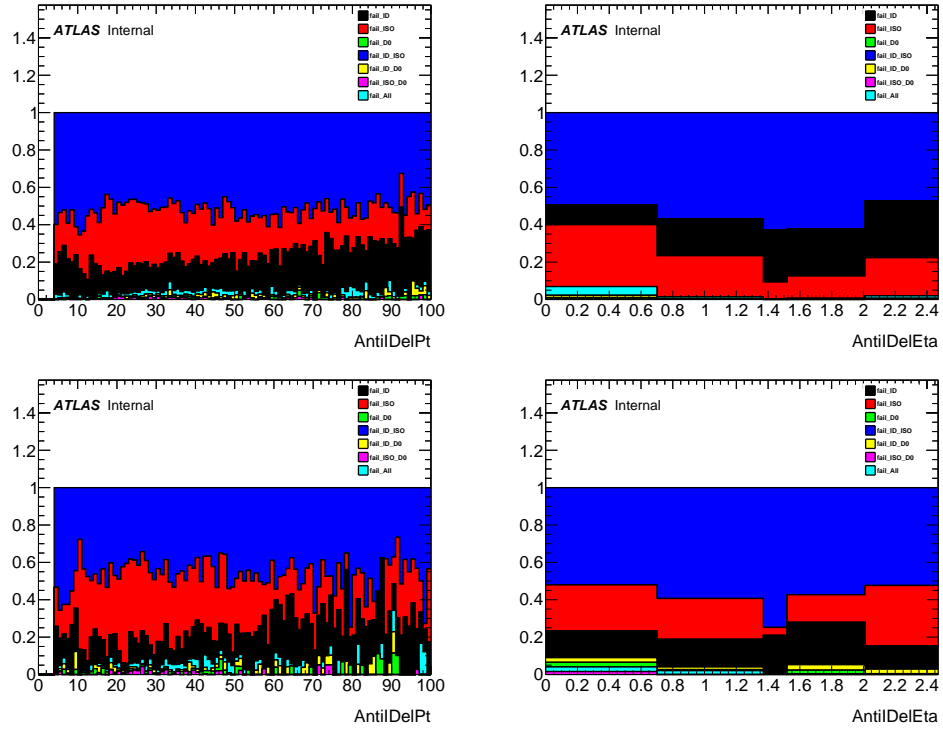 1.4
1.2
1
0.8
0.6
0.4
0.2
0
ATLAS Internal
fail_ID
fail_ISO
fail_D0
fail_ID_ISO
fail_ID_D0
fail_ISO_D0
fail_All
0 10 20 30 40 50 60 70 80 90 100
AntiIDelPt
1.4
1.2
1
0.8
0.6
0.4
0.2
0
ATLAS Internal
fail_ID
fail_ISO
fail_D0
fail_ID_ISO
fail_ID_D0
fail_ISO_D0
fail_All
0 0.2 0.4 0.6 0.8 1 1.2 1.4 1.6 1.8 2 2.2 2.4
AntiIDelEta
1.4
1.2
1
0.8
0.6
0.4
0.2
0
ATLAS Internal
fail_ID
fail_ISO
fail_D0
fail_ID_ISO
fail_ID_D0
fail_ISO_D0
fail_All
0 10 20 30 40 50 60 70 80 90 100
AntiIDelPt
1.4
1.2
1
0.8
0.6
0.4
0.2
0
ATLAS Internal
fail_ID
fail_ISO
fail_D0
fail_ID_ISO
fail_ID_D0
fail_ISO_D0
fail_All
0 0.2 0.4 0.6 0.8 1 1.2 1.4 1.6 1.8 2 2.2 2.4
AntiIDelEta